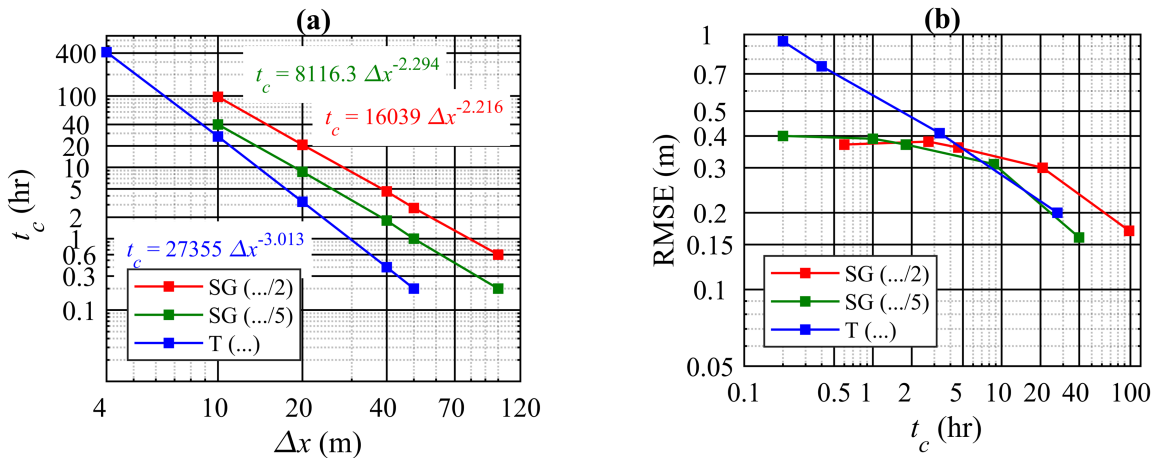 (a)
400
100
40
20
10
5
2
1
0.6
0.3
0.1
t_c (hr)
t_c = 8116.3 Δx^-2.294
t_c = 16039 Δx^-2.216
t_c = 27355 Δx^-3.013
SG (.../2)
SG (.../5)
T (...)
4 10 20 40 70 120
Δx (m)
(b)
1
0.7
0.5
0.4
0.3
0.2
0.15
0.1
0.05
RMSE (m)
SG (.../2)
SG (.../5)
T (...)
0.1 0.5 1 2 5 10 20 40 100
t_c (hr)